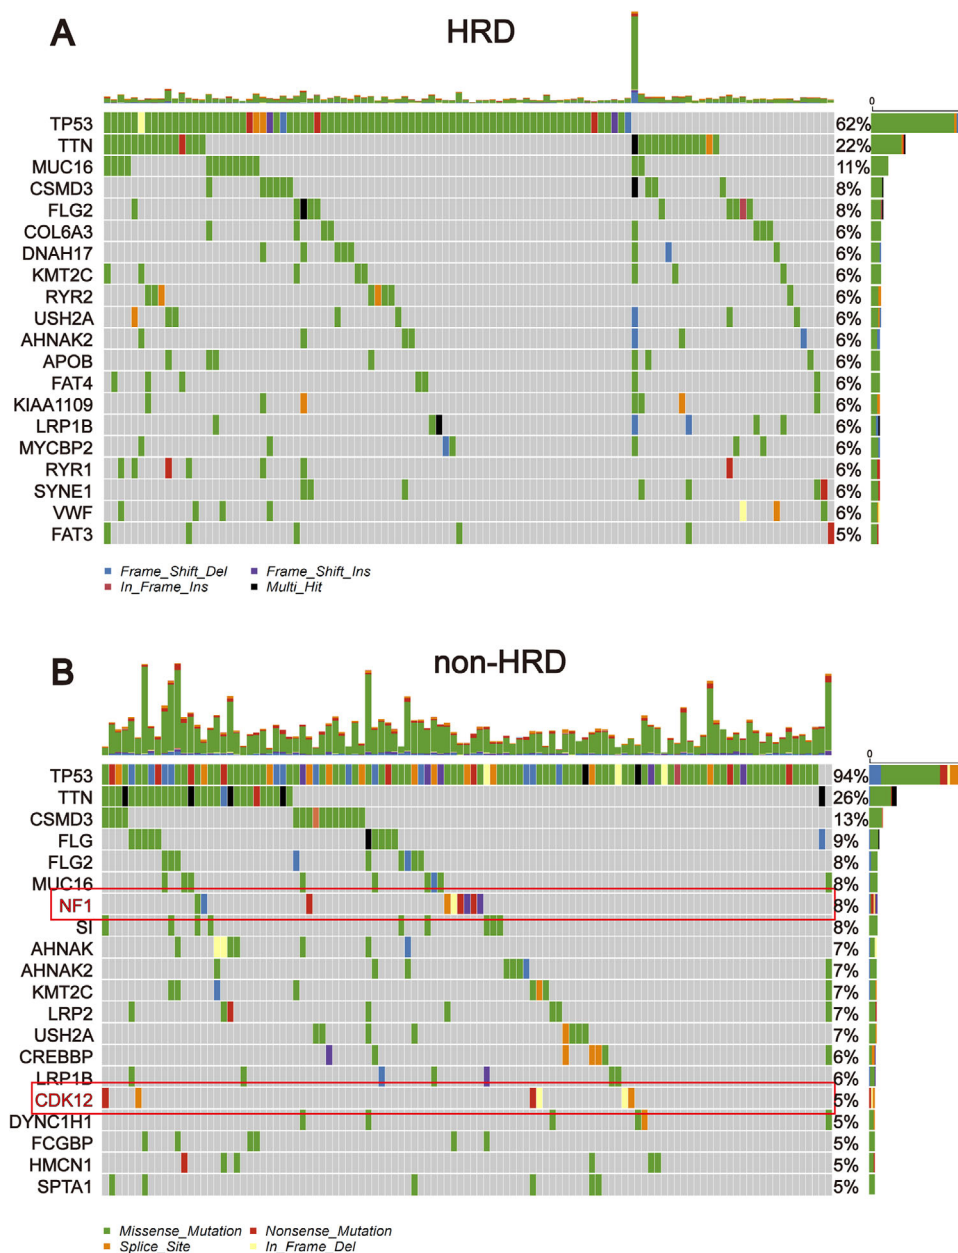 A
HRD
0
TP53 62%
TTN 22%
MUC16 11%
CSMD3 8%
FLG2 8%
COL6A3 6%
DNAH17 6%
KMT2C 6%
RYR2 6%
USH2A 6%
AHNAK2 6%
APOB 6%
FAT4 6%
KIAA1109 6%
LRP1B 6%
MYCBP2 6%
RYR1 6%
SYNE1 6%
VWF 6%
FAT3 5%
Frame_Shift_Del Frame_Shift_Ins
In_Frame_Ins Multi_Hit
B
non-HRD
0
TP53 94%
TTN 26%
CSMD3 13%
FLG 9%
FLG2 8%
MUC16 8%
NF1 8%
SI 8%
AHNAK 7%
AHNAK2 7%
KMT2C 7%
LRP2 7%
USH2A 7%
CREBBP 6%
LRP1B 6%
CDK12 5%
DYNC1H1 5%
FCGBP 5%
HMCN1 5%
SPTA1 5%
Missense_Mutation Nonsense_Mutation
Splice_Site In_Frame_Del